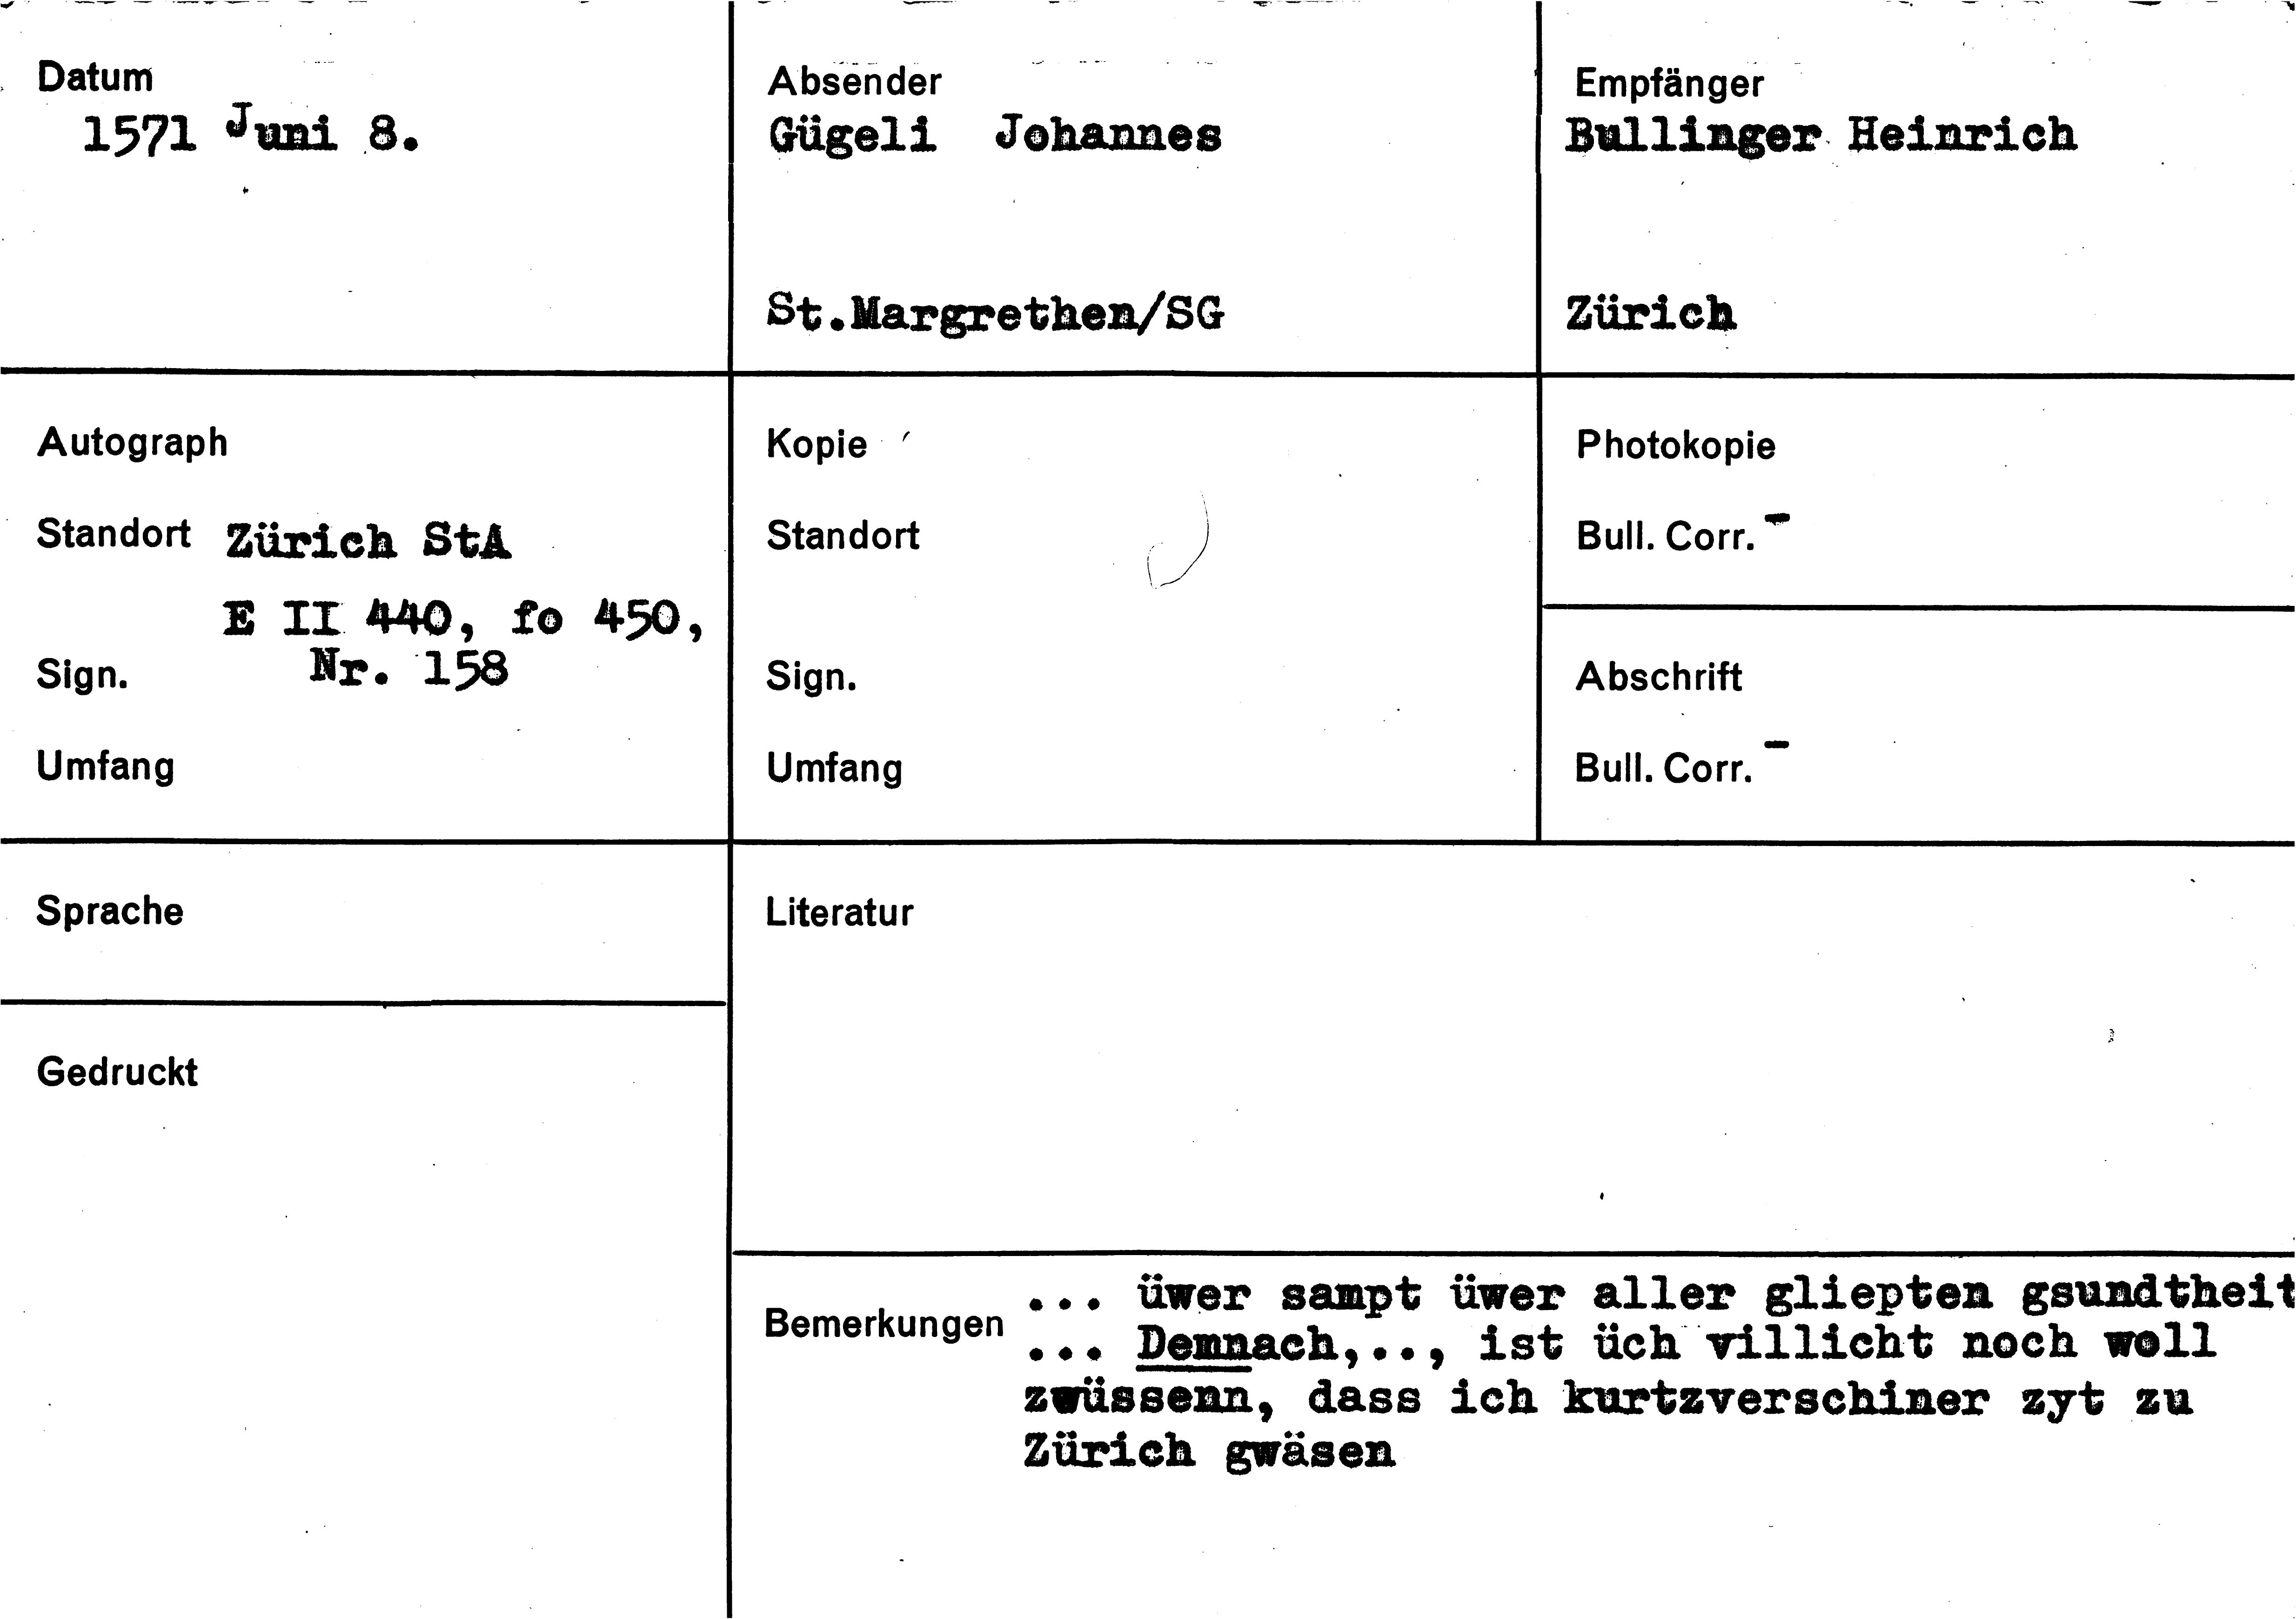 Datum
1571 Juni 8.
Absender
Gügeli Johannes
St.Margrethen/SG
Empfänger
Bullinger Heinrich
Zürich
Autograph
Standort Zürich StA
E II 440, fo 450,
Sign. Nr. 158
Umfang
Kopie
Standort
Sign.
Umfang
Photokopie
Bull. Corr. -
Abschrift
Bull. Corr. -
Sprache
Gedruckt
Literatur
Bemerkungen
... üwer sampt üwer aller gliepten gsundtheit
... Demnach,.., ist üch villicht noch woll
zwüssenn, dass ich kurtzverschiner zyt zu
Zürich gwäsen